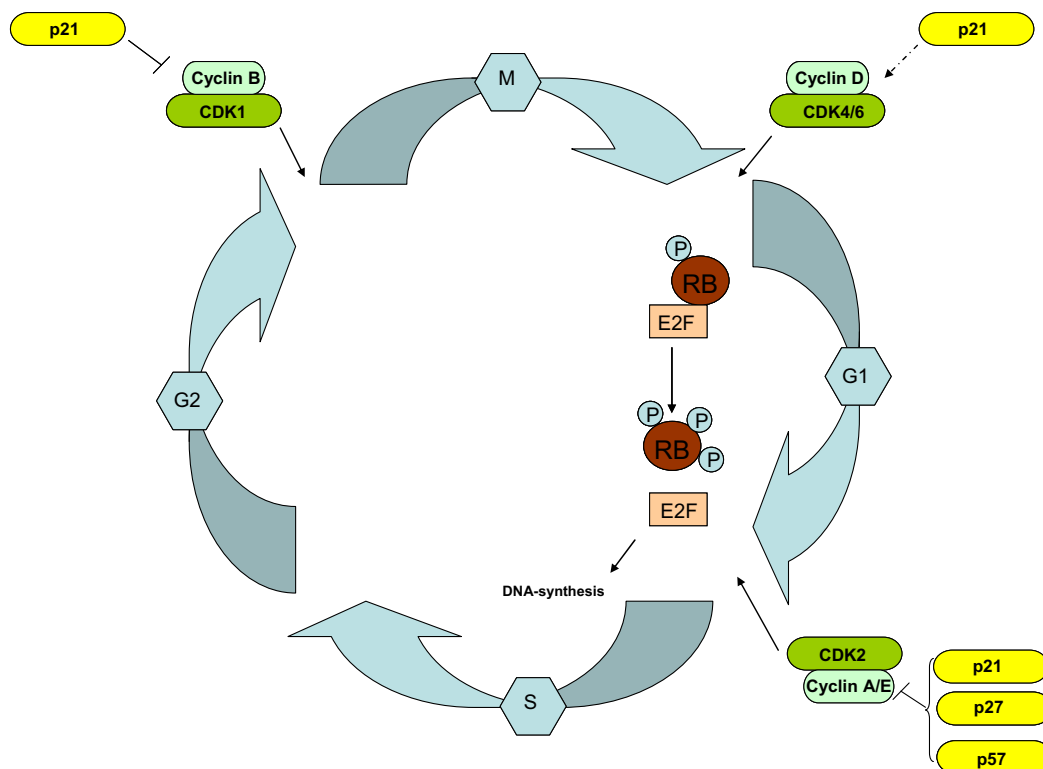 p21
p21
Cyclin B
CDK1
M
Cyclin D
CDK4/6
P
RB
E2F
G2
G1
P
P
RB
P
E2F
DNA-synthesis
CDK2
Cyclin A/E
p21
p27
p57
S